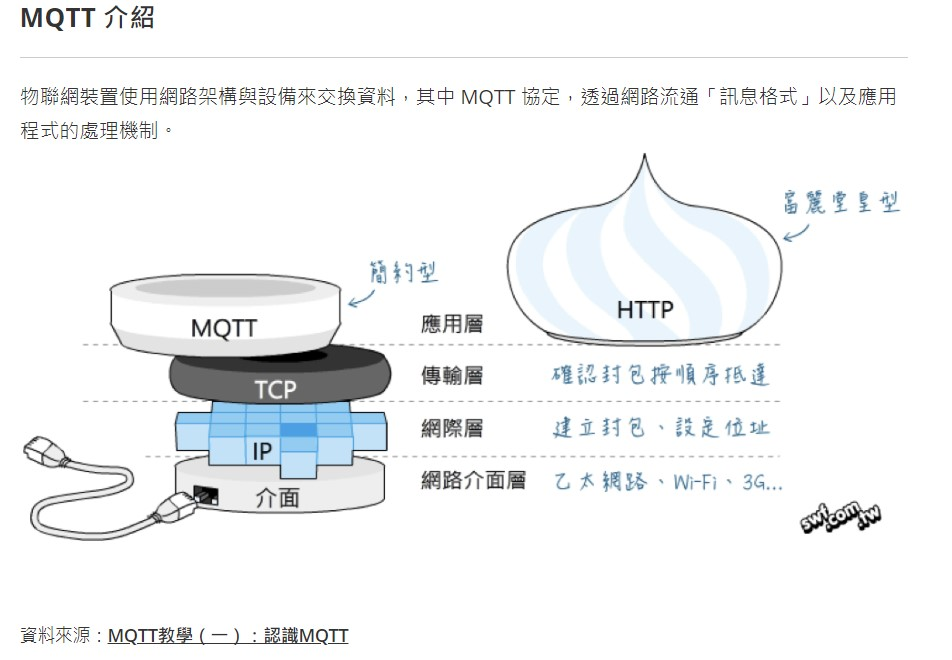 MQTT 介紹
物聯網裝置使用網路架構與設備來交換資料，其中 MQTT 協定，透過網路流通「訊息格式」以及應用
程式的處理機制。
富麗堂皇型
簡約型
HTTP
MQTT
應用層
TCP
傳輸層 確認封包按順序抵達
IP
網際層 建立封包、設定位址
介面
網路介面層 乙太網路、Wi-Fi、3G...
swf.com.tw
資料來源：MQTT教學（一）：認識MQTT